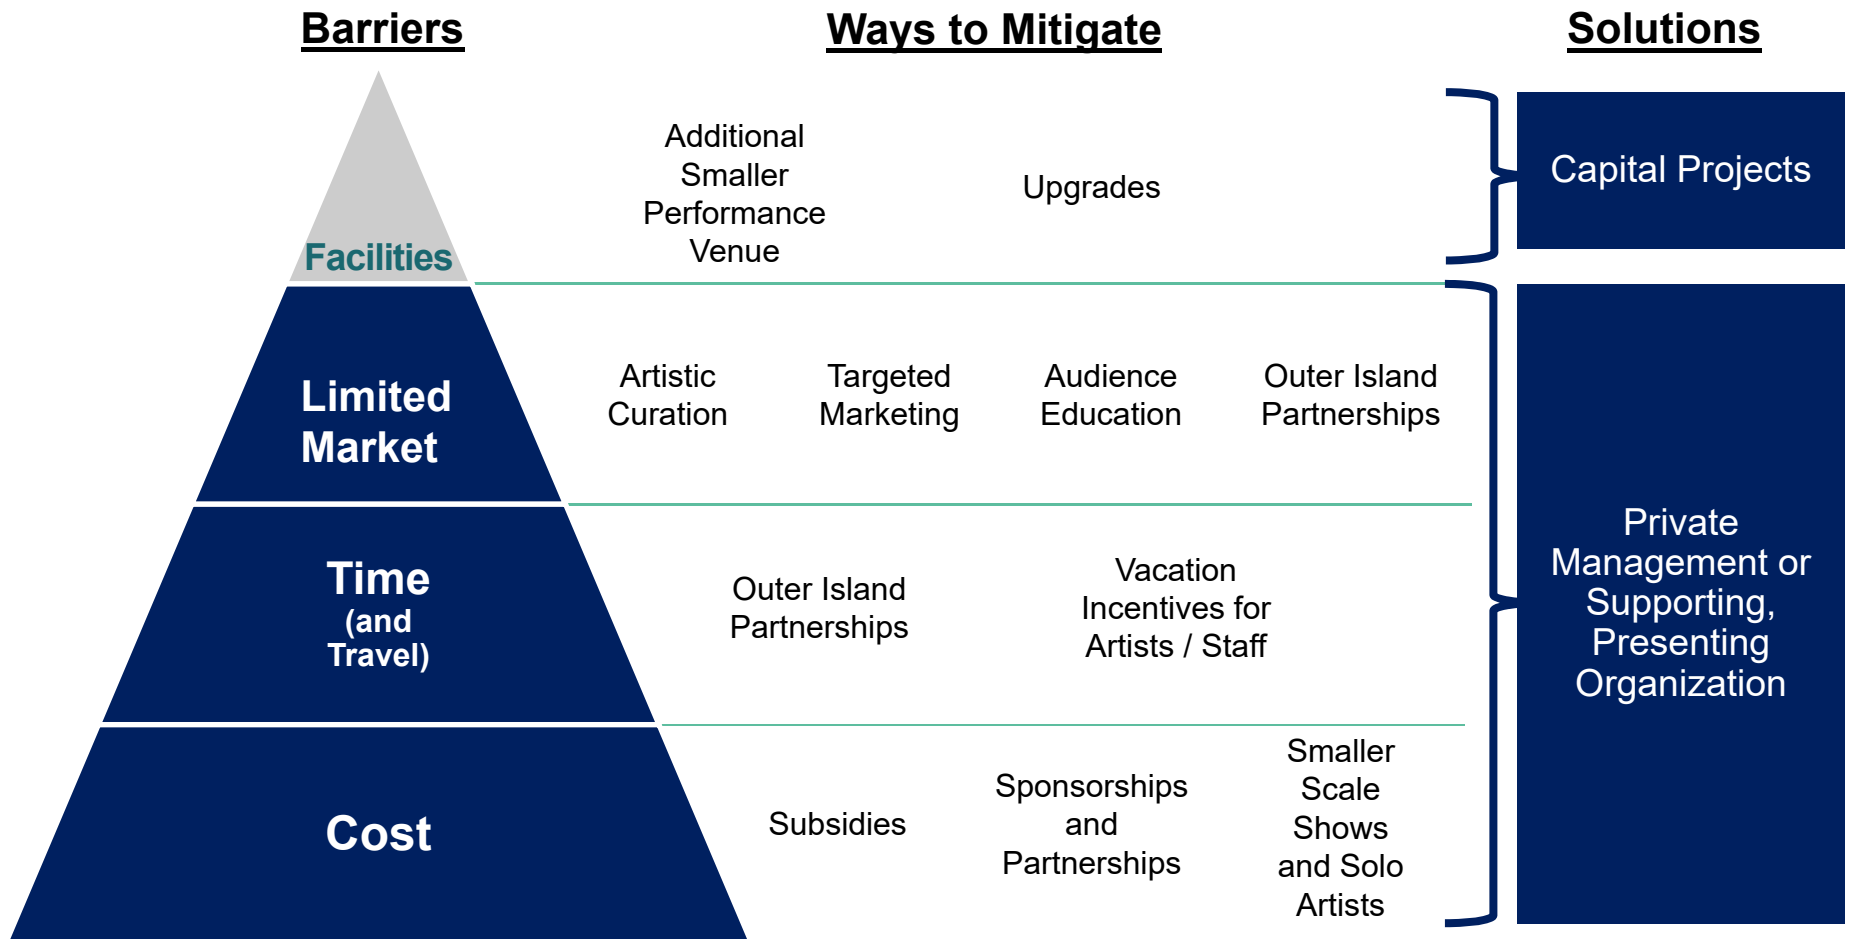 Barriers
Ways to Mitigate
Solutions
Facilities
Additional
Smaller
Performance
Venue
Upgrades
Capital Projects
Limited
Market
Artistic
Curation
Targeted
Marketing
Audience
Education
Outer Island
Partnerships
Time
(and
Travel)
Outer Island
Partnerships
Vacation
Incentives for
Artists / Staff
Cost
Subsidies
Sponsorships
and
Partnerships
Smaller
Scale
Shows
and Solo
Artists
Private
Management or
Supporting,
Presenting
Organization